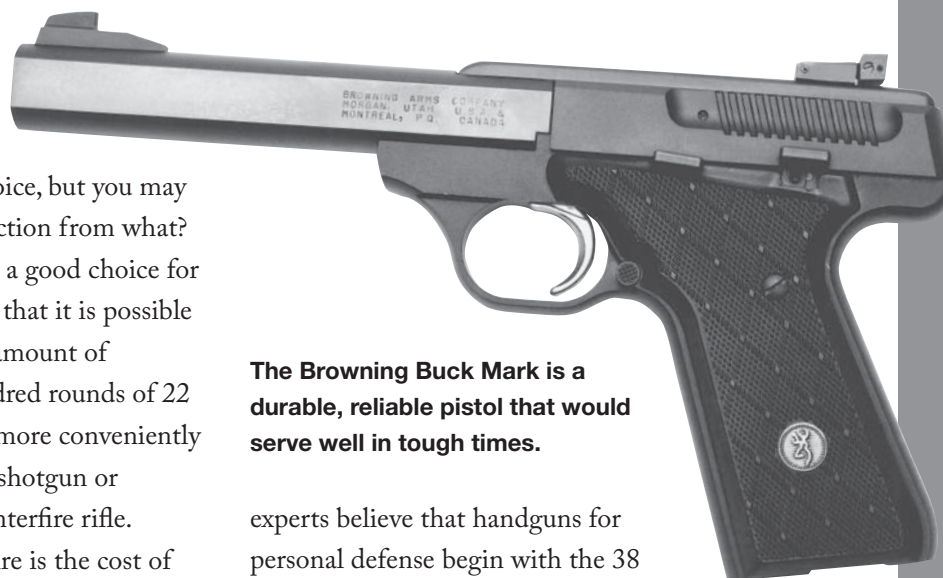 BROWNING ARMS COMPANY
MORGAN, UTAH U.S.A &
MONTREAL, P.Q. CANADA
oice, but you may
ction from what?
a good choice for
that it is possible
amount of
dred rounds of 22
more conveniently
shotgun or
nterfire rifle.
re is the cost of
The Browning Buck Mark is a
durable, reliable pistol that would
serve well in tough times.
experts believe that handguns for
personal defense begin with the 38